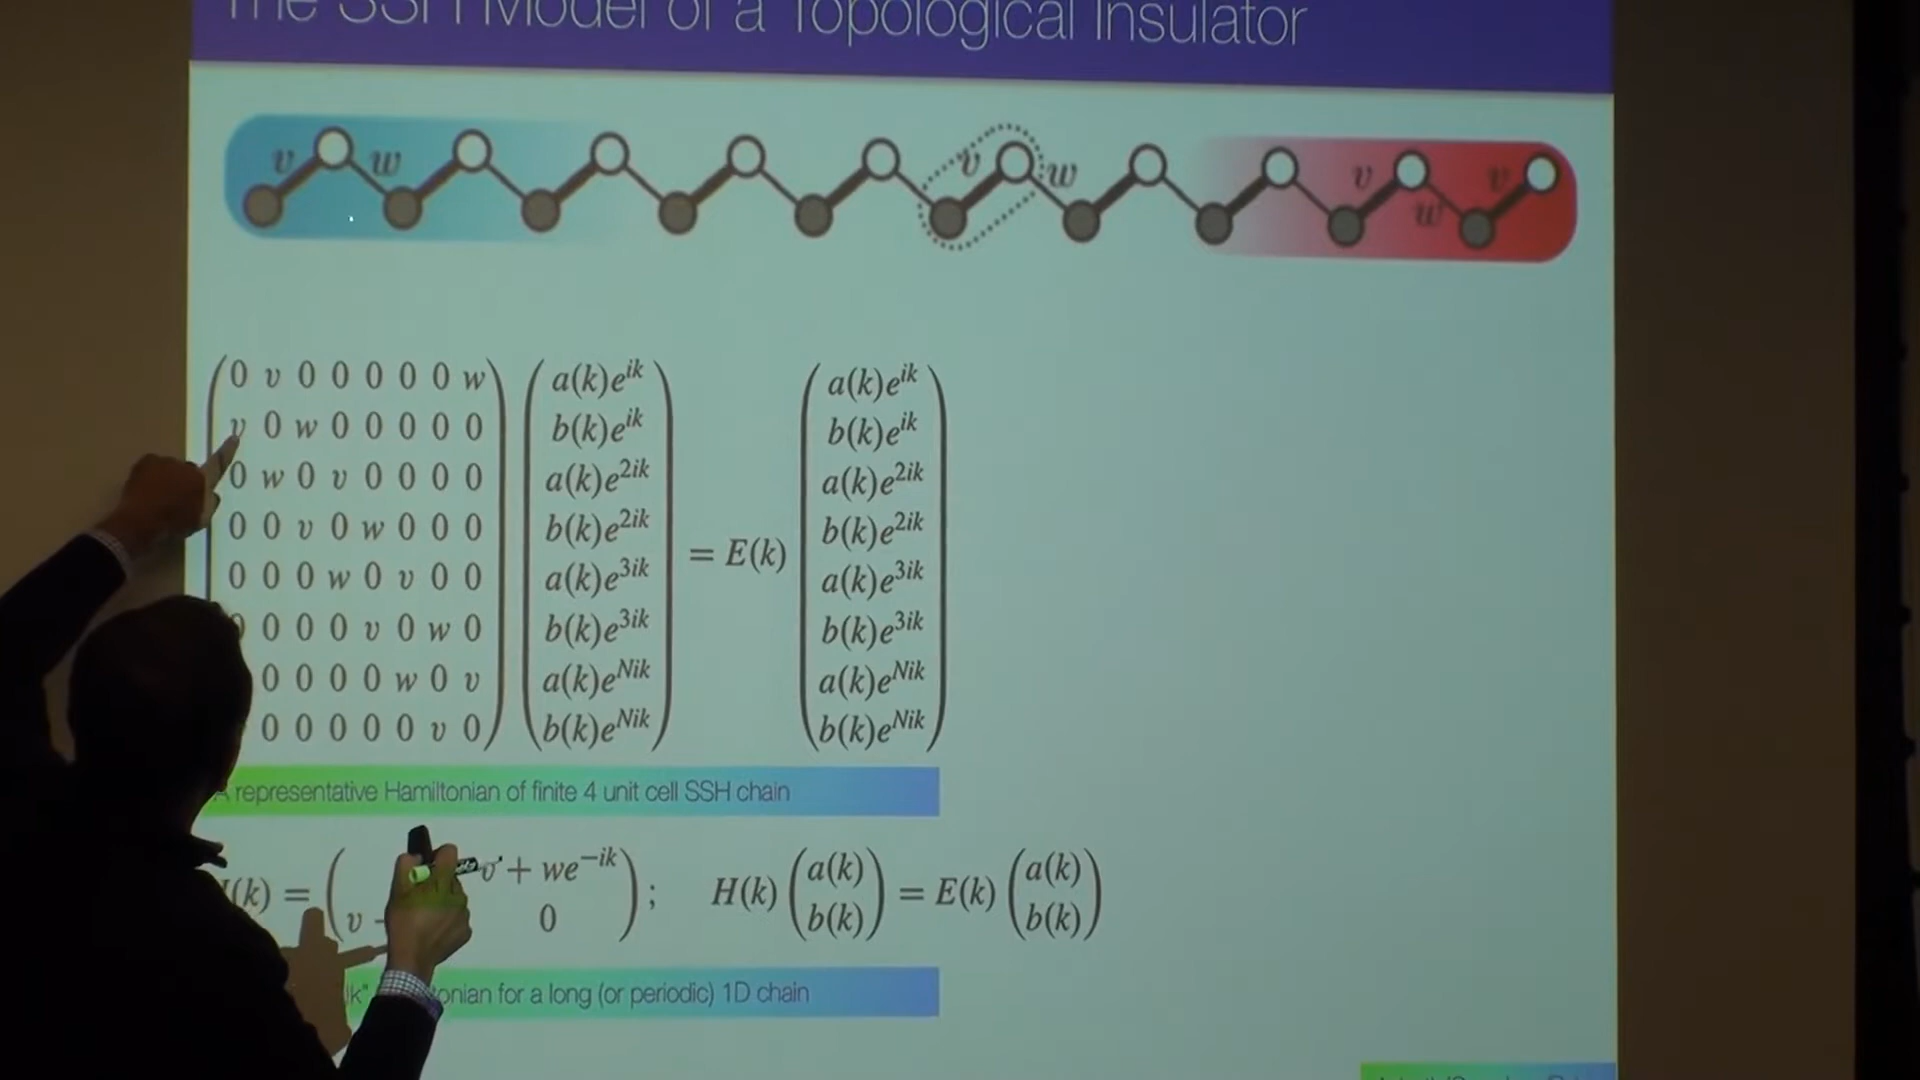 The SSH Model of a Topological Insulator
v w v w v v
w
0 v 0 0 0 0 0 w a(k)e^{ik} a(k)e^{ik}
v 0 w 0 0 0 0 0 b(k)e^{ik} b(k)e^{ik}
0 w 0 v 0 0 0 0 a(k)e^{2ik} a(k)e^{2ik}
0 0 v 0 w 0 0 0 b(k)e^{2ik} b(k)e^{2ik}
= E(k)
0 0 0 w 0 v 0 0 a(k)e^{3ik} a(k)e^{3ik}
0 0 0 0 v 0 w 0 b(k)e^{3ik} b(k)e^{3ik}
0 0 0 0 w 0 v a(k)e^{Nik} a(k)e^{Nik}
0 0 0 0 0 v 0 b(k)e^{Nik} b(k)e^{Nik}
A representative Hamiltonian of finite 4 unit cell SSH chain
(k) = ( v + we^{-ik} ; H(k) (a(k) b(k)) = E(k) (a(k) b(k))
v 0 )
for a long (or periodic) 1D chain